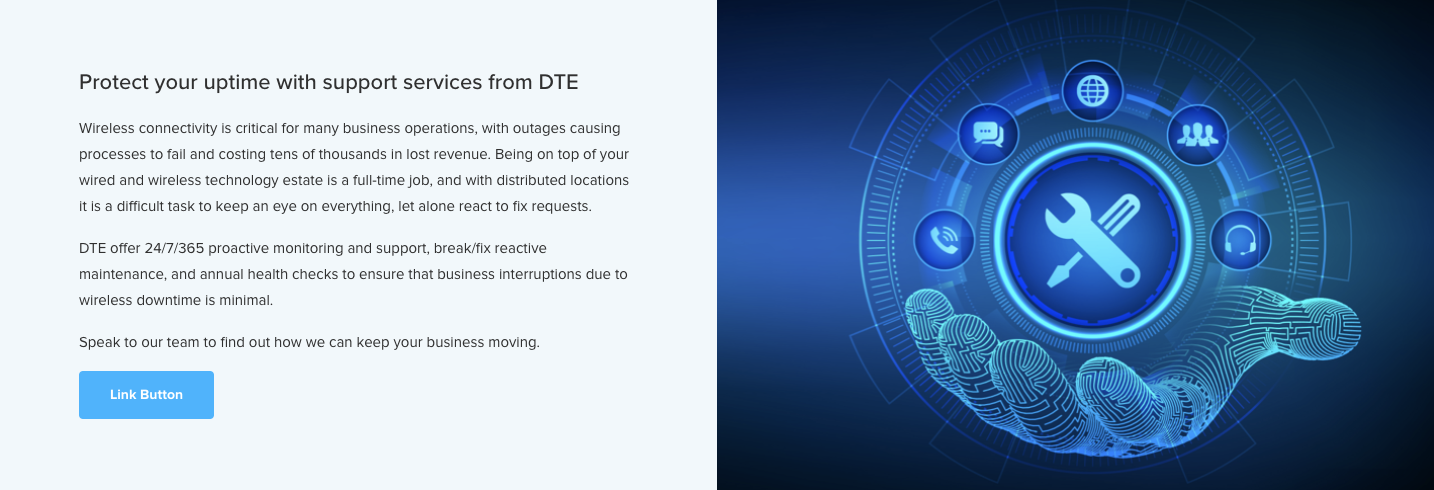 Protect your uptime with support services from DTE
Wireless connectivity is critical for many business operations, with outages causing
processes to fail and costing tens of thousands in lost revenue. Being on top of your
wired and wireless technology estate is a full-time job, and with distributed locations
it is a difficult task to keep an eye on everything, let alone react to fix requests.
DTE offer 24/7/365 proactive monitoring and support, break/fix reactive
maintenance, and annual health checks to ensure that business interruptions due to
wireless downtime is minimal.
Speak to our team to find out how we can keep your business moving.
Link Button